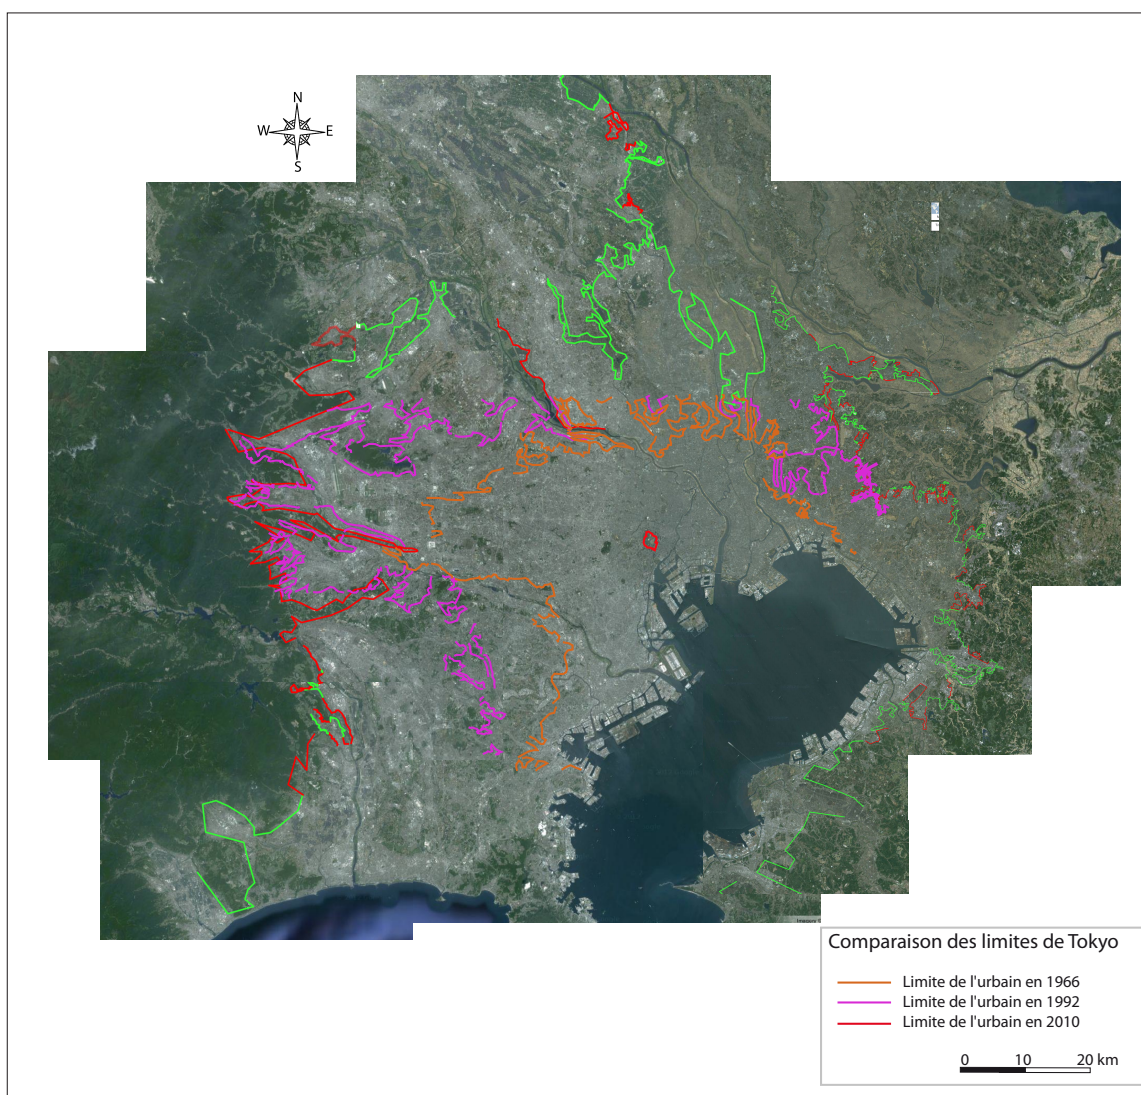 N
W E
S
Comparaison des limites de Tokyo
Limite de l'urbain en 1966
Limite de l'urbain en 1992
Limite de l'urbain en 2010
0 10 20 km